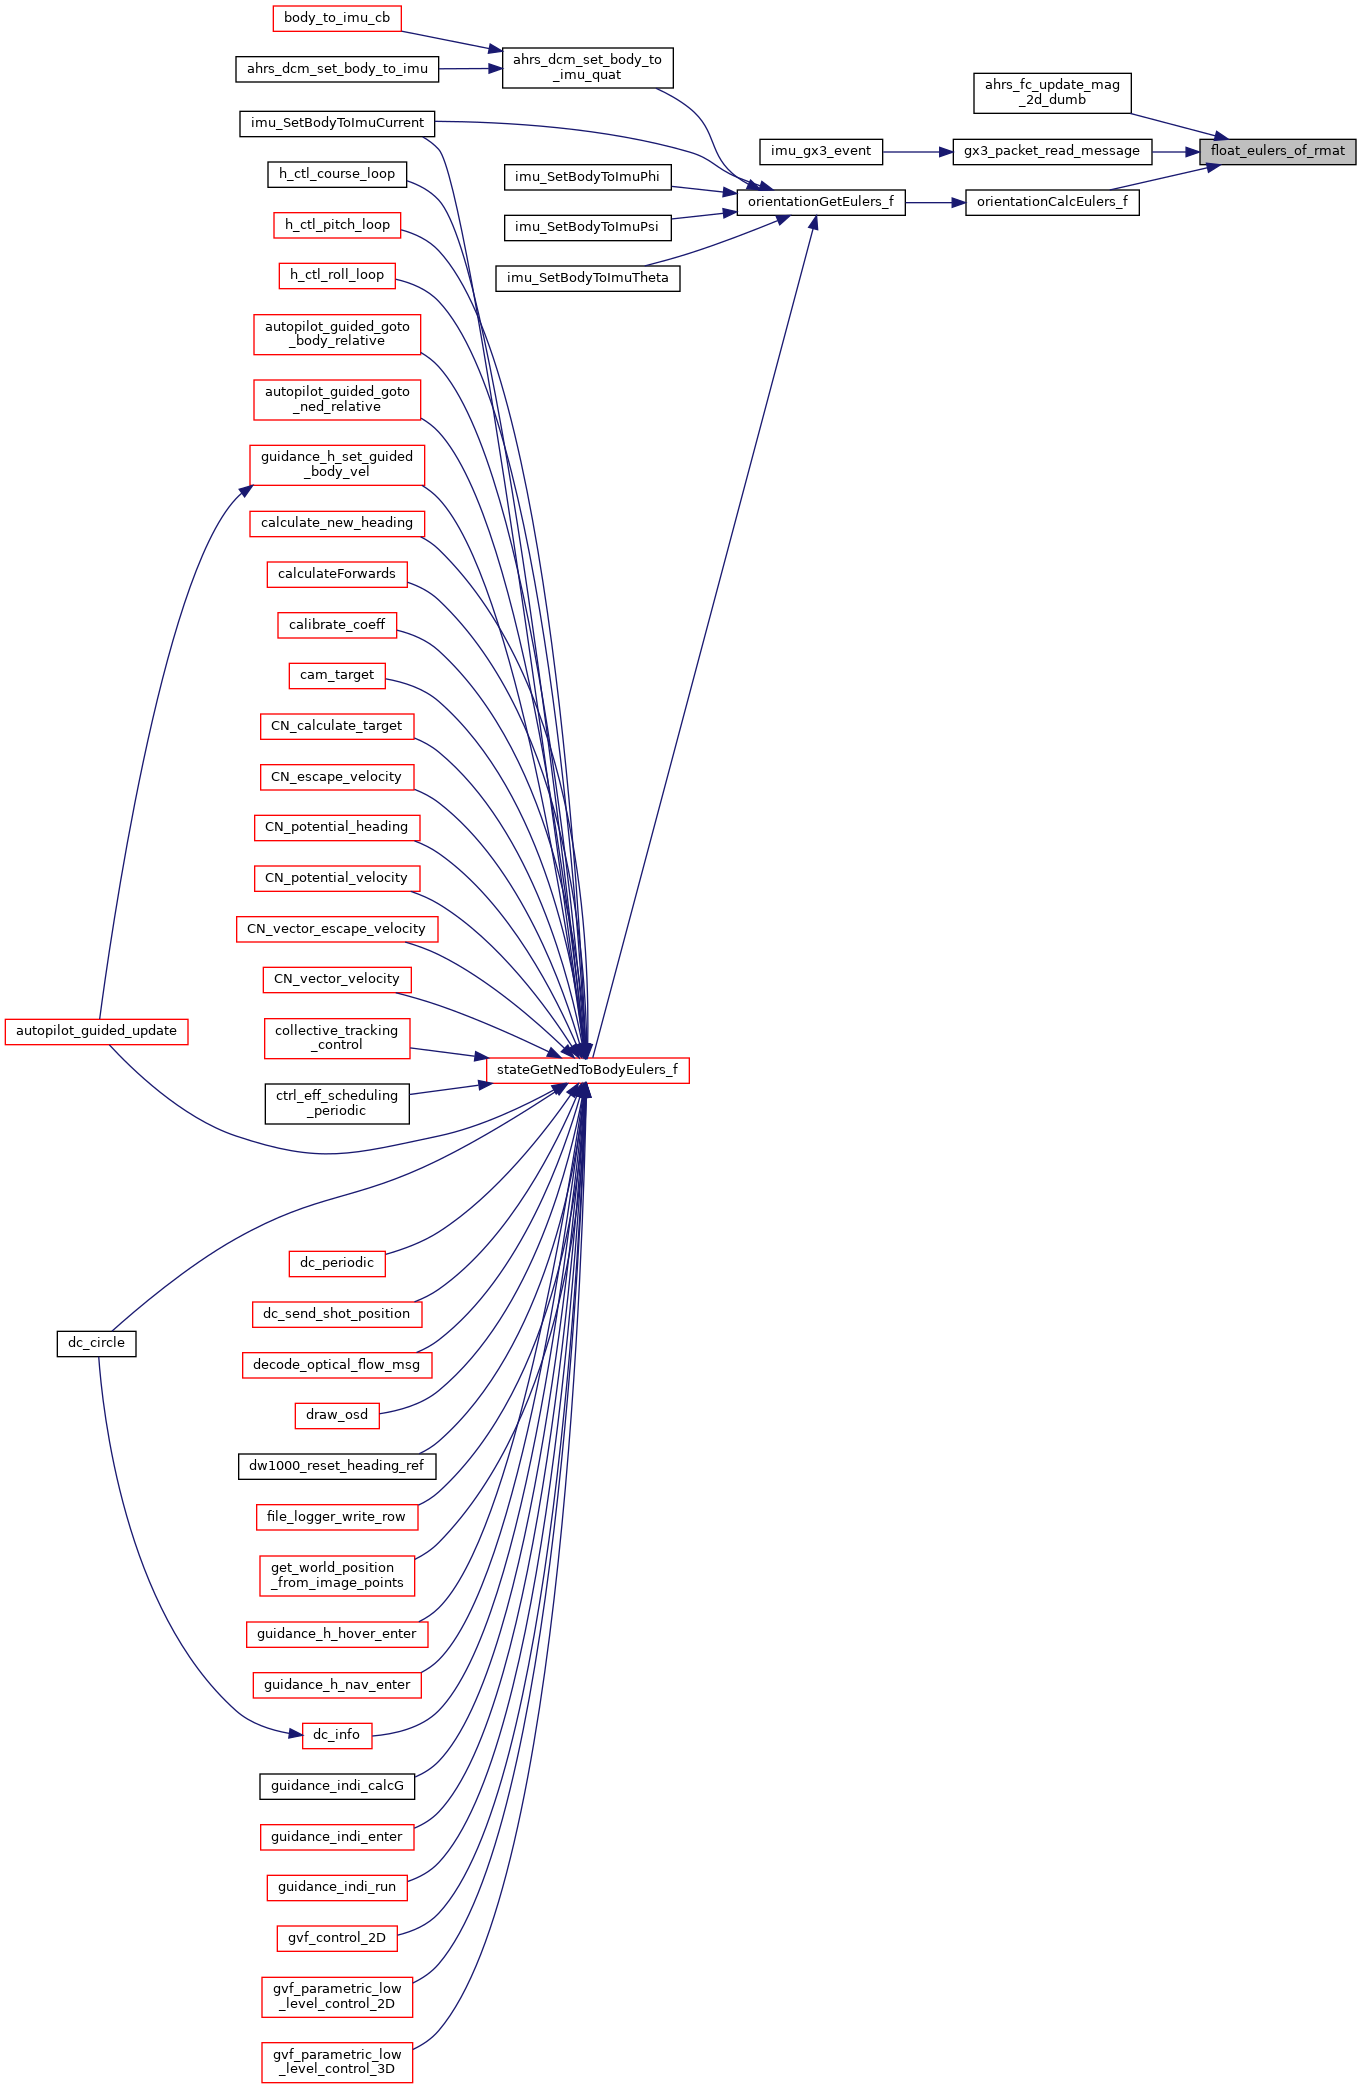 body_to_imu_cb
ahrs_dcm_set_body_to
_imu_quat
ahrs_dcm_set_body_to_imu
ahrs_fc_update_mag
_2d_dumb
imu_SetBodyToImuCurrent
imu_gx3_event
gx3_packet_read_message
float_eulers_of_rmat
h_ctl_course_loop
imu_SetBodyToImuPhi
orientationGetEulers_f
orientationCalcEulers_f
h_ctl_pitch_loop
imu_SetBodyToImuPsi
h_ctl_roll_loop
imu_SetBodyToImuTheta
autopilot_guided_goto
_body_relative
autopilot_guided_goto
_ned_relative
guidance_h_set_guided
_body_vel
calculate_new_heading
calculateForwards
calibrate_coeff
cam_target
CN_calculate_target
CN_escape_velocity
CN_potential_heading
CN_potential_velocity
CN_vector_escape_velocity
CN_vector_velocity
autopilot_guided_update
collective_tracking
_control
stateGetNedToBodyEulers_f
ctrl_eff_scheduling
_periodic
dc_periodic
dc_send_shot_position
dc_circle
decode_optical_flow_msg
draw_osd
dw1000_reset_heading_ref
file_logger_write_row
get_world_position
_from_image_points
guidance_h_hover_enter
guidance_h_nav_enter
dc_info
guidance_indi_calcG
guidance_indi_enter
guidance_indi_run
gvf_control_2D
gvf_parametric_low
_level_control_2D
gvf_parametric_low
_level_control_3D